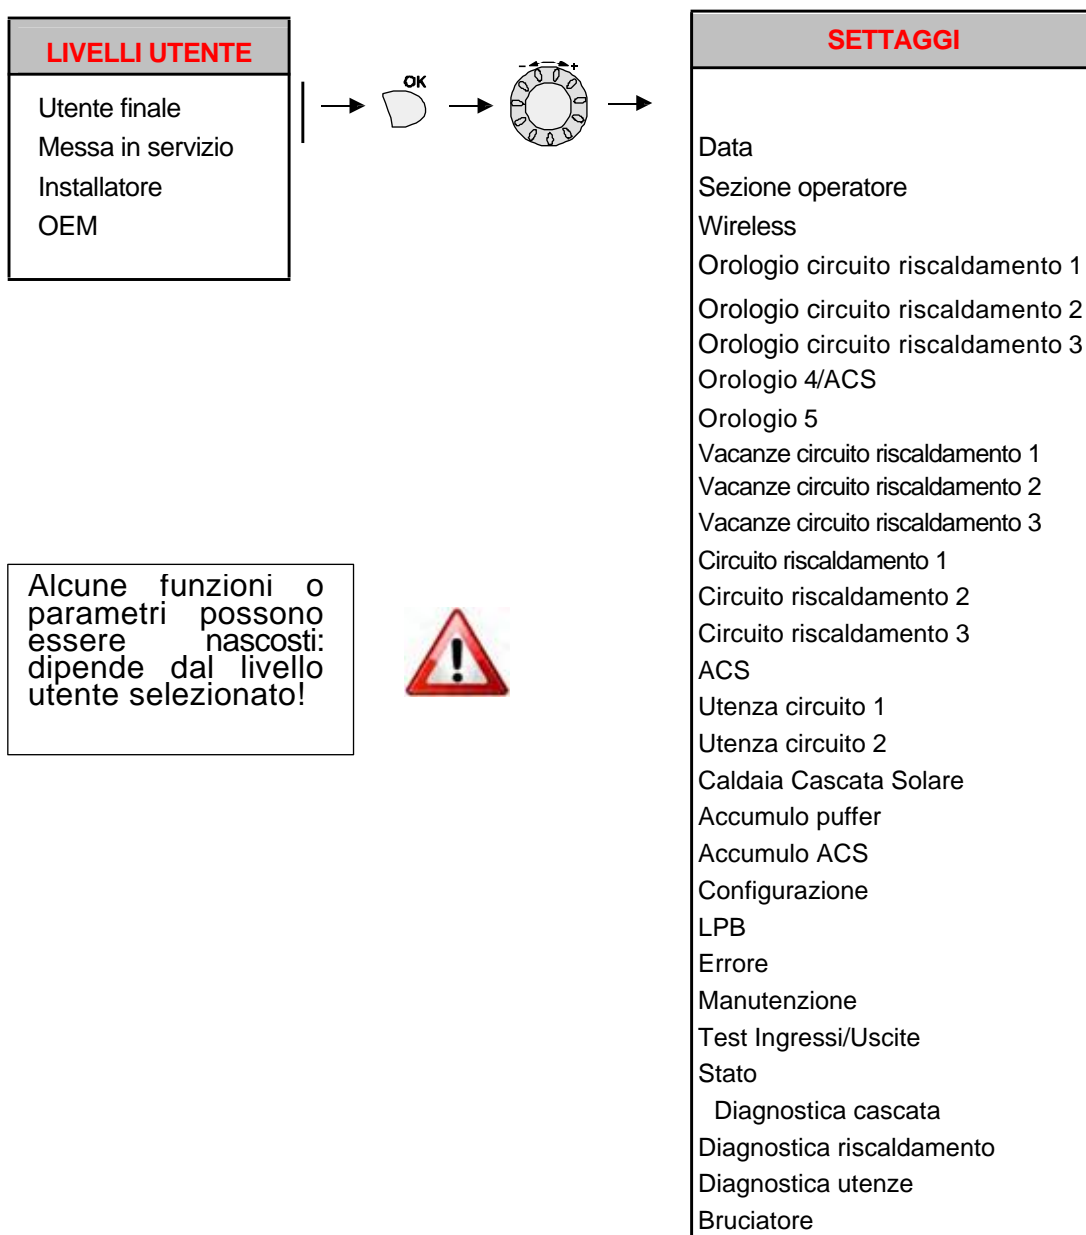 LIVELLI UTENTE
Utente finale
Messa in servizio
Installatore
OEM
OK
- +
SETTAGGI
Data
Sezione operatore
Wireless
Orologio circuito riscaldamento 1
Orologio circuito riscaldamento 2
Orologio circuito riscaldamento 3
Orologio 4/ACS
Orologio 5
Vacanze circuito riscaldamento 1
Vacanze circuito riscaldamento 2
Vacanze circuito riscaldamento 3
Circuito riscaldamento 1
Circuito riscaldamento 2
Circuito riscaldamento 3
ACS
Utenza circuito 1
Utenza circuito 2
Caldaia Cascata Solare
Accumulo puffer
Accumulo ACS
Configurazione
LPB
Errore
Manutenzione
Test Ingressi/Uscite
Stato
Diagnostica cascata
Diagnostica riscaldamento
Diagnostica utenze
Bruciatore
Alcune funzioni o
parametri possono
essere nascosti:
dipende dal livello
utente selezionato!
!